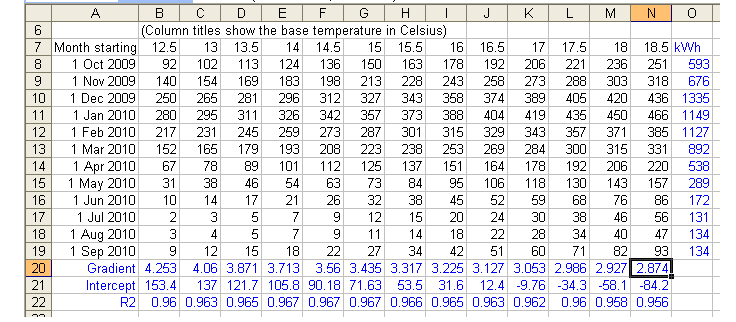 A B C D E F G H I J K L M N O
6 (Column titles show the base temperature in Celsius)
7 Month starting 12.5 13 13.5 14 14.5 15 15.5 16 16.5 17 17.5 18 18.5 kWh
8 1 Oct 2009 92 102 113 124 136 150 163 178 192 206 221 236 251 593
9 1 Nov 2009 140 154 169 183 198 213 228 243 258 273 288 303 318 676
10 1 Dec 2009 250 265 281 296 312 327 343 358 374 389 405 420 436 1335
11 1 Jan 2010 280 295 311 326 342 357 373 388 404 419 435 450 466 1149
12 1 Feb 2010 217 231 245 259 273 287 301 315 329 343 357 371 385 1127
13 1 Mar 2010 152 165 179 193 208 223 238 253 269 284 300 315 331 892
14 1 Apr 2010 67 78 89 101 112 125 137 151 164 178 192 206 220 538
15 1 May 2010 31 38 46 54 63 73 84 95 106 118 130 143 157 289
16 1 Jun 2010 10 14 17 21 26 32 38 45 52 59 68 76 86 172
17 1 Jul 2010 2 3 5 7 9 12 15 20 24 30 38 46 56 131
18 1 Aug 2010 3 4 5 7 9 11 14 18 22 28 34 40 47 134
19 1 Sep 2010 9 12 15 18 22 27 34 42 51 60 71 82 93 134
20 Gradient 4.253 4.06 3.871 3.713 3.56 3.435 3.317 3.225 3.127 3.053 2.986 2.927 2.874
21 Intercept 153.4 137 121.7 105.8 90.18 71.63 53.5 31.6 12.4 -9.76 -34.3 -58.1 -84.2
22 R2 0.96 0.963 0.965 0.967 0.967 0.967 0.966 0.965 0.963 0.962 0.96 0.958 0.956